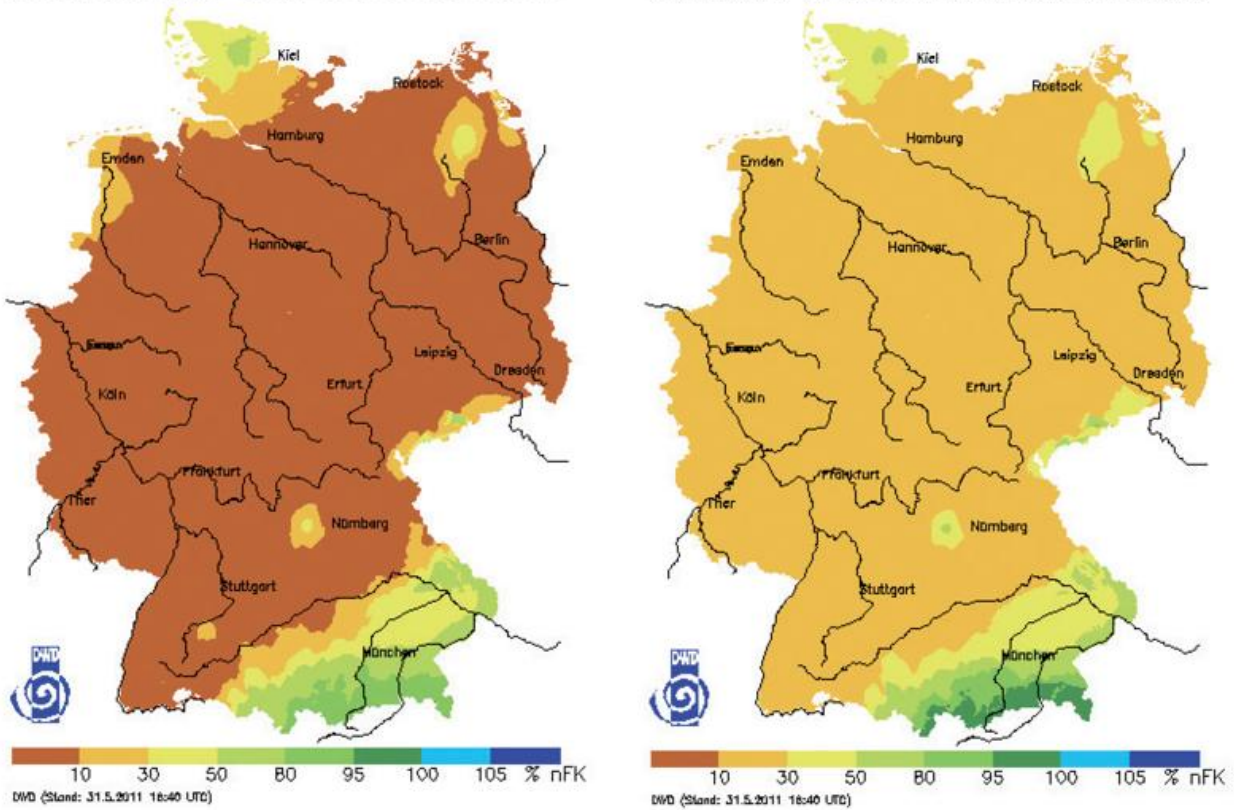 Kiel
Rostock
Hamburg
Emden
Hannover
Berlin
Essen
Leipzig
Dresden
Erfurt
Köln
Frankfurt
Trier
Nürnberg
Stuttgart
München
DWD
10 30 50 80 95 100 105 % nFK
DWD (Stand: 31.5.2011 16:40 UTC)
Kiel
Rostock
Hamburg
Emden
Hannover
Berlin
Leipzig
Dresden
Erfurt
Köln
Frankfurt
Trier
Nürnberg
Stuttgart
München
DWD
10 30 50 80 95 100 105 % nFK
DWD (Stand: 31.5.2011 16:40 UTC)